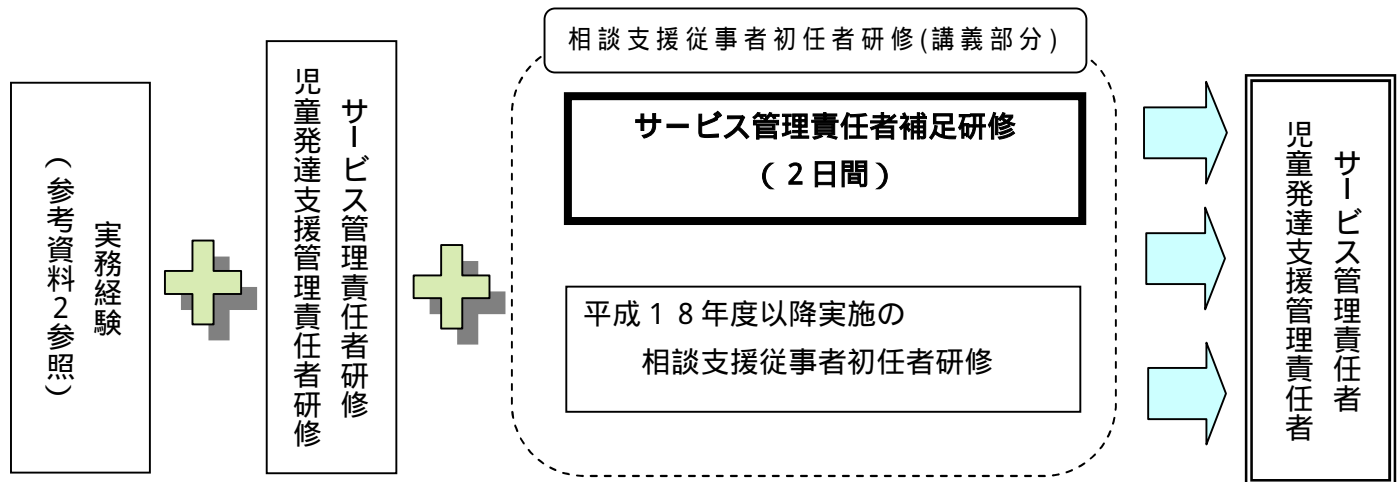 実務経験
（参考資料2参照）
サービス管理責任者研修
児童発達支援管理責任者研修
相談支援従事者初任者研修(講義部分)
サービス管理責任者補足研修
（２日間）
平成１８年度以降実施の
相談支援従事者初任者研修
サービス管理責任者
児童発達支援管理責任者